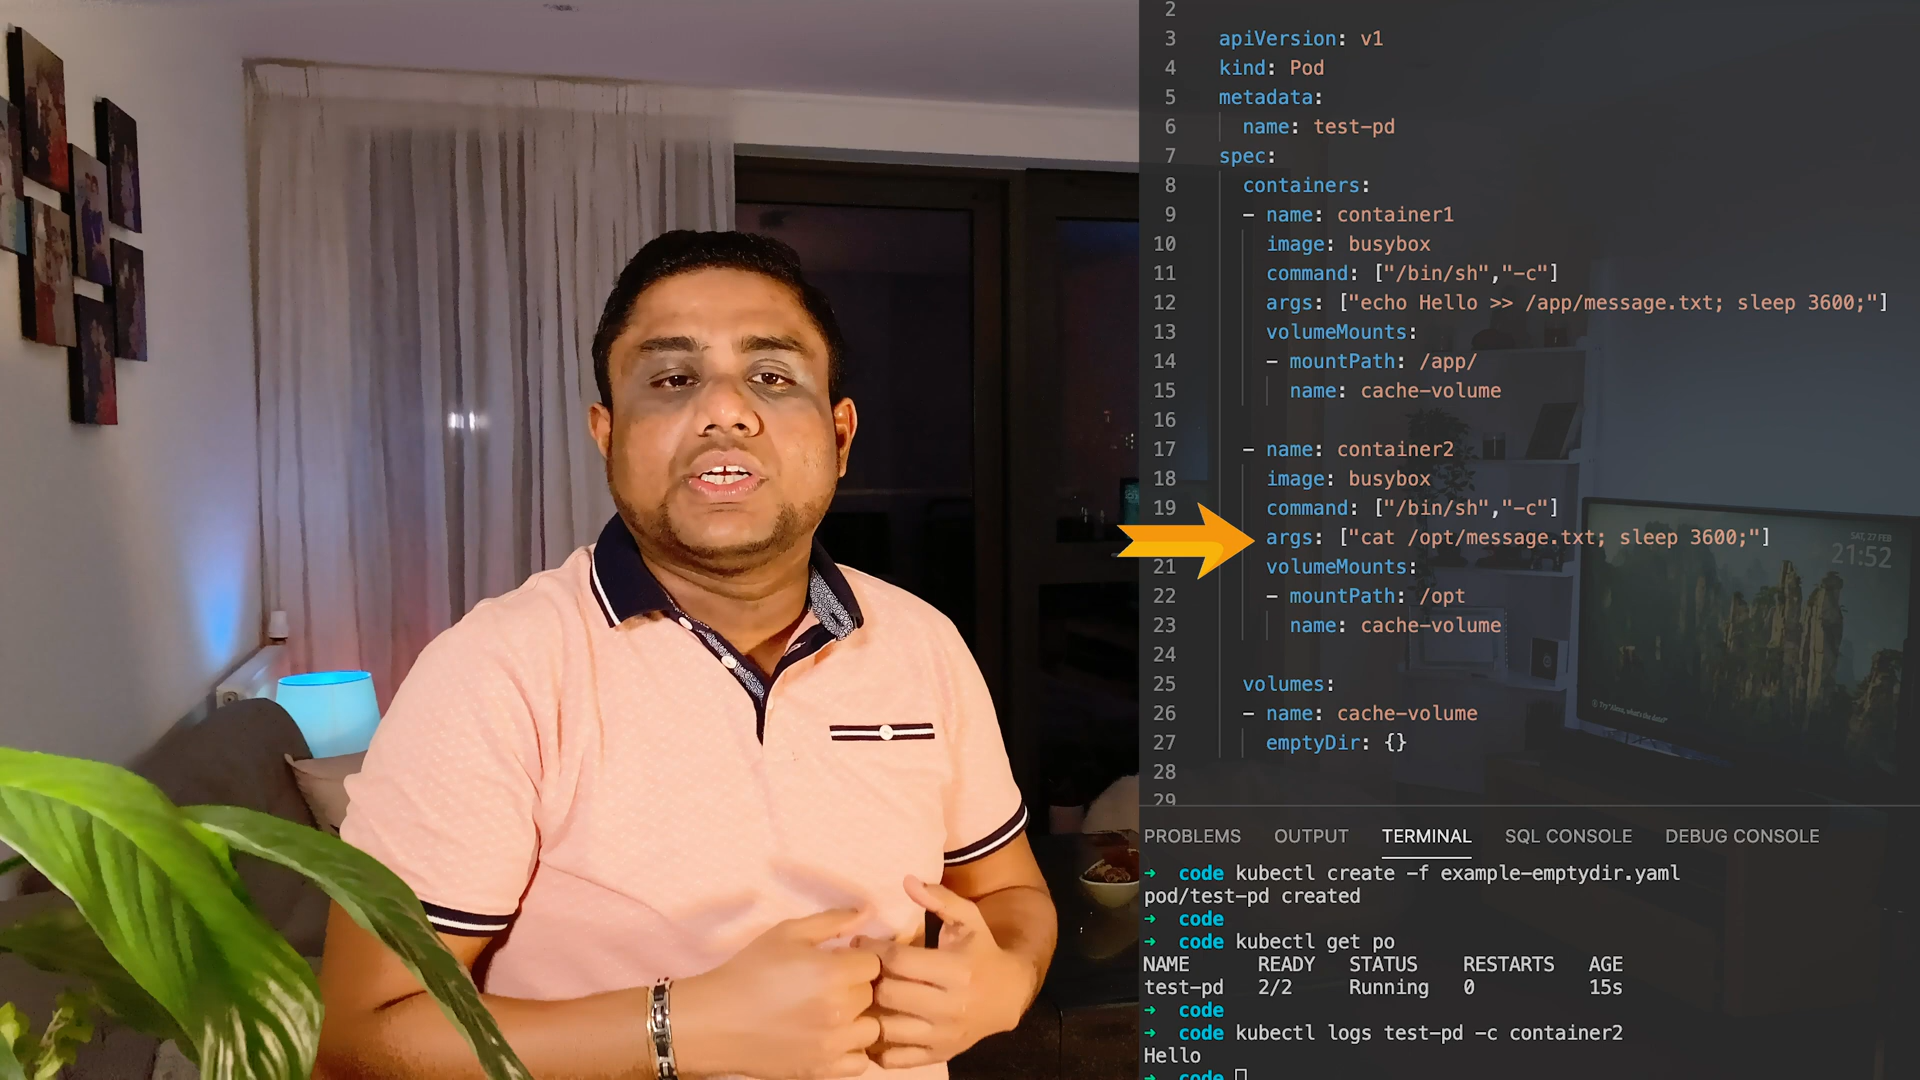 2
3 apiVersion: v1
4 kind: Pod
5 metadata:
6 name: test-pd
7 spec:
8 containers:
9 - name: container1
10 image: busybox
11 command: ["/bin/sh","-c"]
12 args: ["echo Hello >> /app/message.txt; sleep 3600;"]
13 volumeMounts:
14 - mountPath: /app/
15 name: cache-volume
16
17 - name: container2
18 image: busybox
19 command: ["/bin/sh","-c"]
args: ["cat /opt/message.txt; sleep 3600;"]
21 volumeMounts:
22 - mountPath: /opt
23 name: cache-volume
24
25 volumes:
26 - name: cache-volume
27 emptyDir: {}
28
29
SAT, 27 FEB
21:52
PROBLEMS OUTPUT TERMINAL SQL CONSOLE DEBUG CONSOLE
➜ code kubectl create -f example-emptydir.yaml
pod/test-pd created
➜ code
➜ code kubectl get po
NAME READY STATUS RESTARTS AGE
test-pd 2/2 Running 0 15s
➜ code
➜ code kubectl logs test-pd -c container2
Hello
➜ code